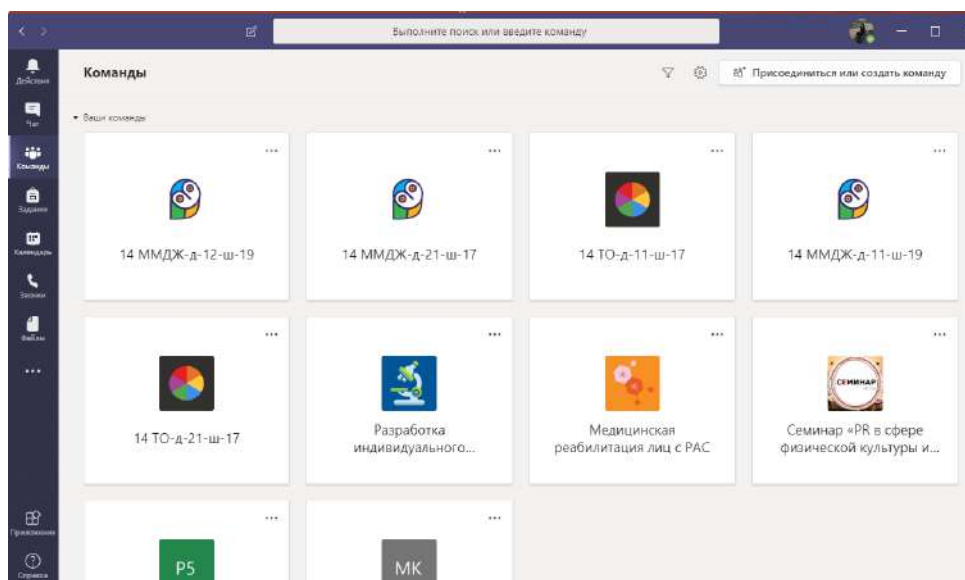 Выполните поиск или введите команду
Действия
Чат
Команды
Задания
Календарь
Звонки
Файлы
Приложения
Справка
Команды
Присоединиться или создать команду
Ваши команды
14 ММДЖ-д-12-ш-19
14 ММДЖ-д-21-ш-17
14 ТО-д-11-ш-17
14 ММДЖ-д-11-ш-19
14 ТО-д-21-ш-17
Разработка
индивидуального...
Медицинская
реабилитация лиц с РАС
СЕМИНАР
Семинар «PR в сфере
физической культуры и...
P5
МК